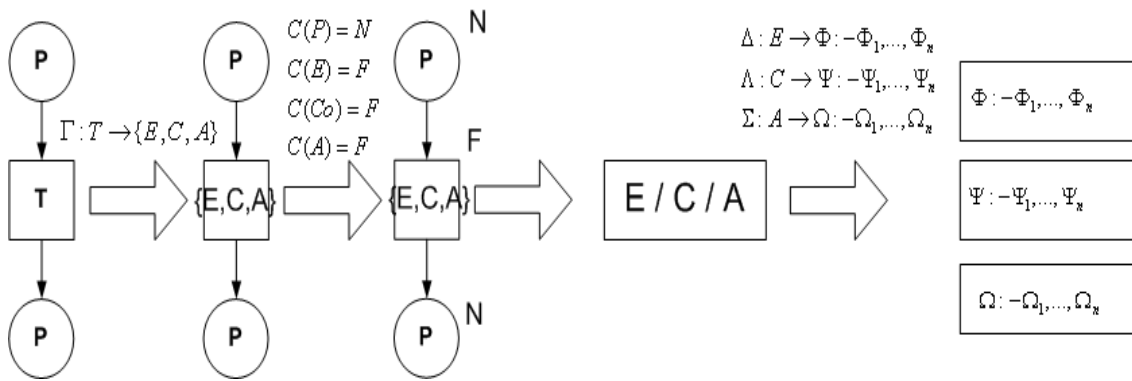 P
P
C(P) = N
C(E) = F
C(Co) = F
C(A) = F
P
N
Γ : T → {E, C, A}
T
{E,C,A}
{E,C,A}
F
P
P
P
N
E / C / A
Δ : E → Φ : −Φ₁,..., Φₙ
Λ : C → Ψ : −Ψ₁,..., Ψₙ
Σ : A → Ω : −Ω₁,..., Ωₙ
Φ : −Φ₁,..., Φₙ
Ψ : −Ψ₁,..., Ψₙ
Ω : −Ω₁,..., Ωₙ